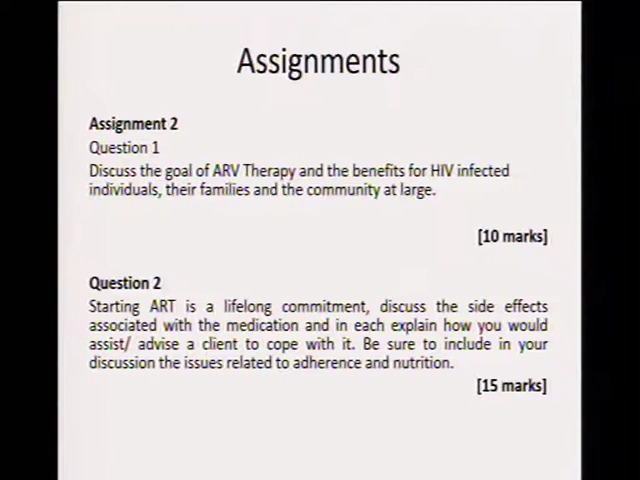 Assignments
Assignment 2
Question 1
Discuss the goal of ARV Therapy and the benefits for HIV infected
individuals, their families and the community at large.
[10 marks]
Question 2
Starting ART is a lifelong commitment, discuss the side effects
associated with the medication and in each explain how you would
assist/ advise a client to cope with it. Be sure to include in your
discussion the issues related to adherence and nutrition.
[15 marks]